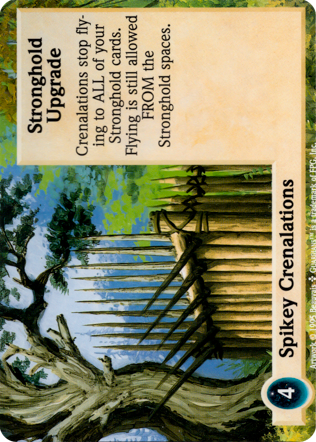 Stronghold
Upgrade
Crenalations stop fly-
ing to ALL of your
Stronghold cards.
Flying is still allowed
FROM the
Stronghold spaces.
Spikey Crenalations
4